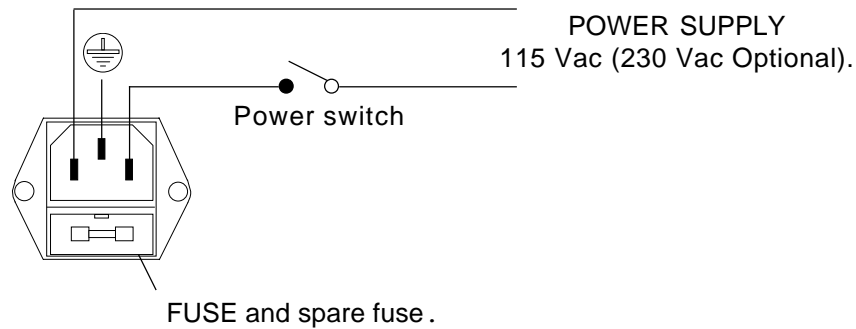 POWER SUPPLY
115 Vac (230 Vac Optional).
Power switch
FUSE and spare fuse.